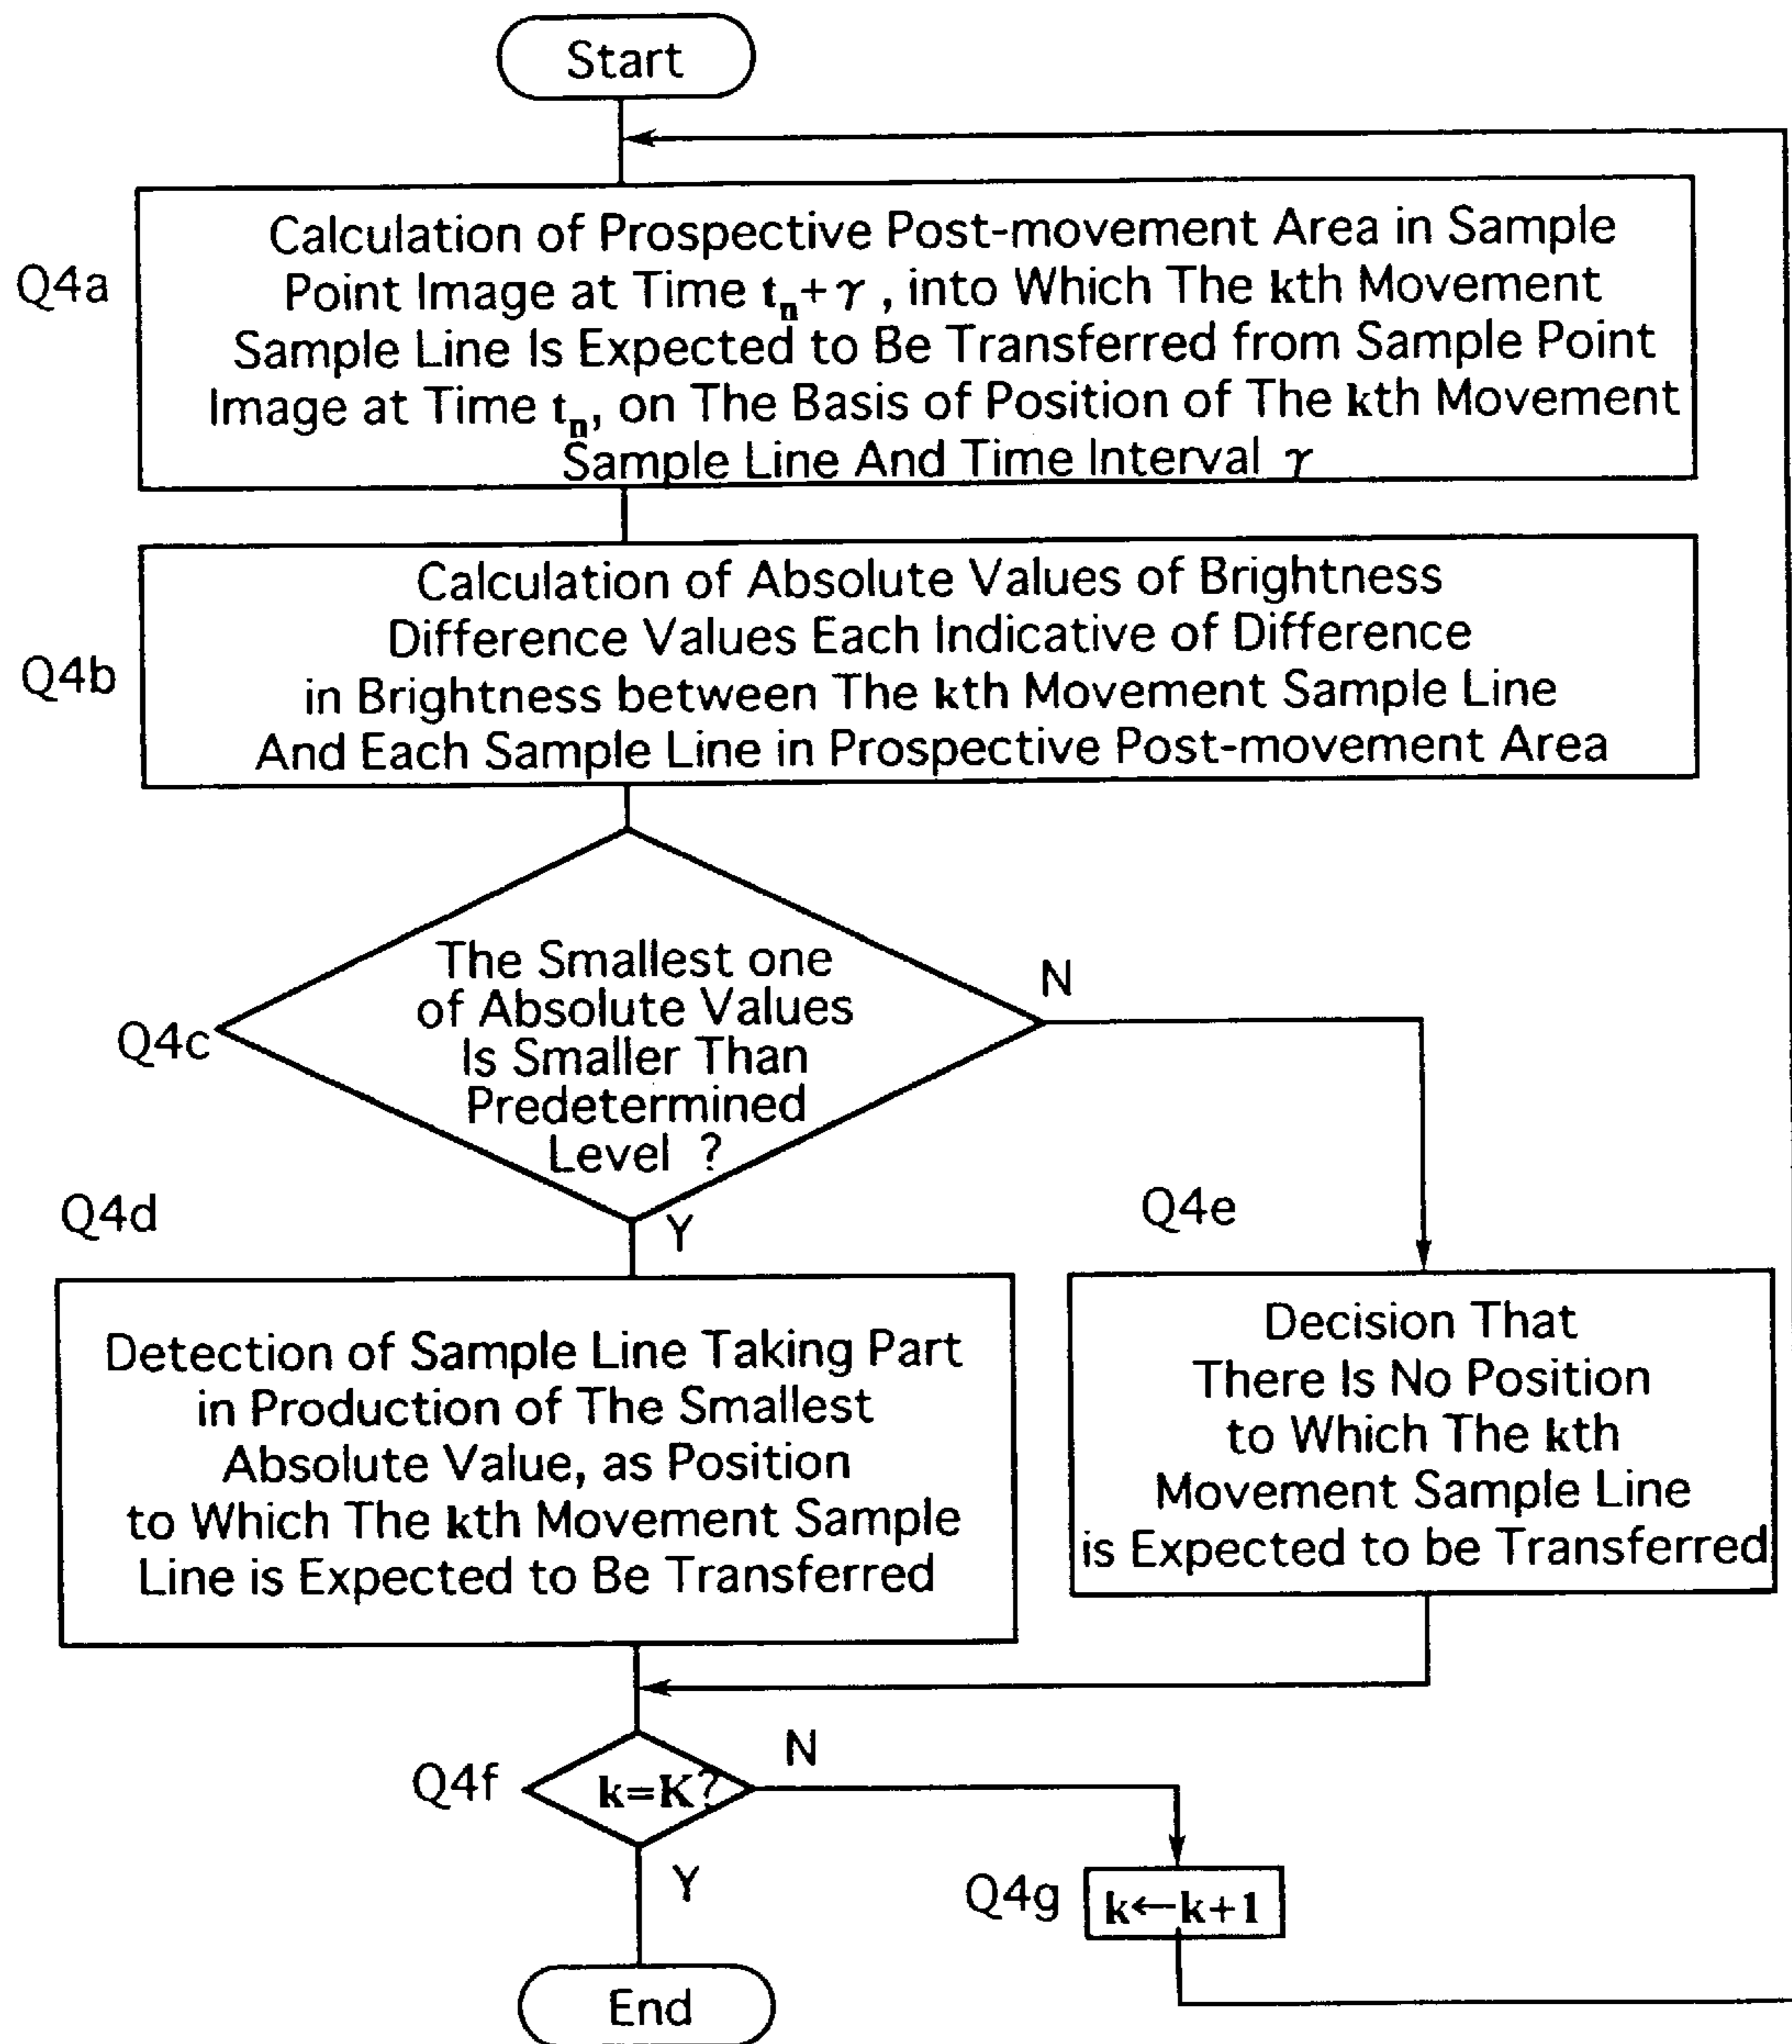 Start
Q4a
Calculation of Prospective Post-movement Area in Sample
Point Image at Time tn+γ , into Which The kth Movement
Sample Line Is Expected to Be Transferred from Sample Point
Image at Time tn, on The Basis of Position of The kth Movement
Sample Line And Time Interval γ
Q4b
Calculation of Absolute Values of Brightness
Difference Values Each Indicative of Difference
in Brightness between The kth Movement Sample Line
And Each Sample Line in Prospective Post-movement Area
Q4c
The Smallest one
of Absolute Values
Is Smaller Than
Predetermined
Level ?
N
Y
Q4d
Detection of Sample Line Taking Part
in Production of The Smallest
Absolute Value, as Position
to Which The kth Movement Sample
Line is Expected to Be Transferred
Q4e
Decision That
There Is No Position
to Which The kth
Movement Sample Line
is Expected to be Transferred
Q4f
k=K?
N
Y
Q4g
k←k+1
End